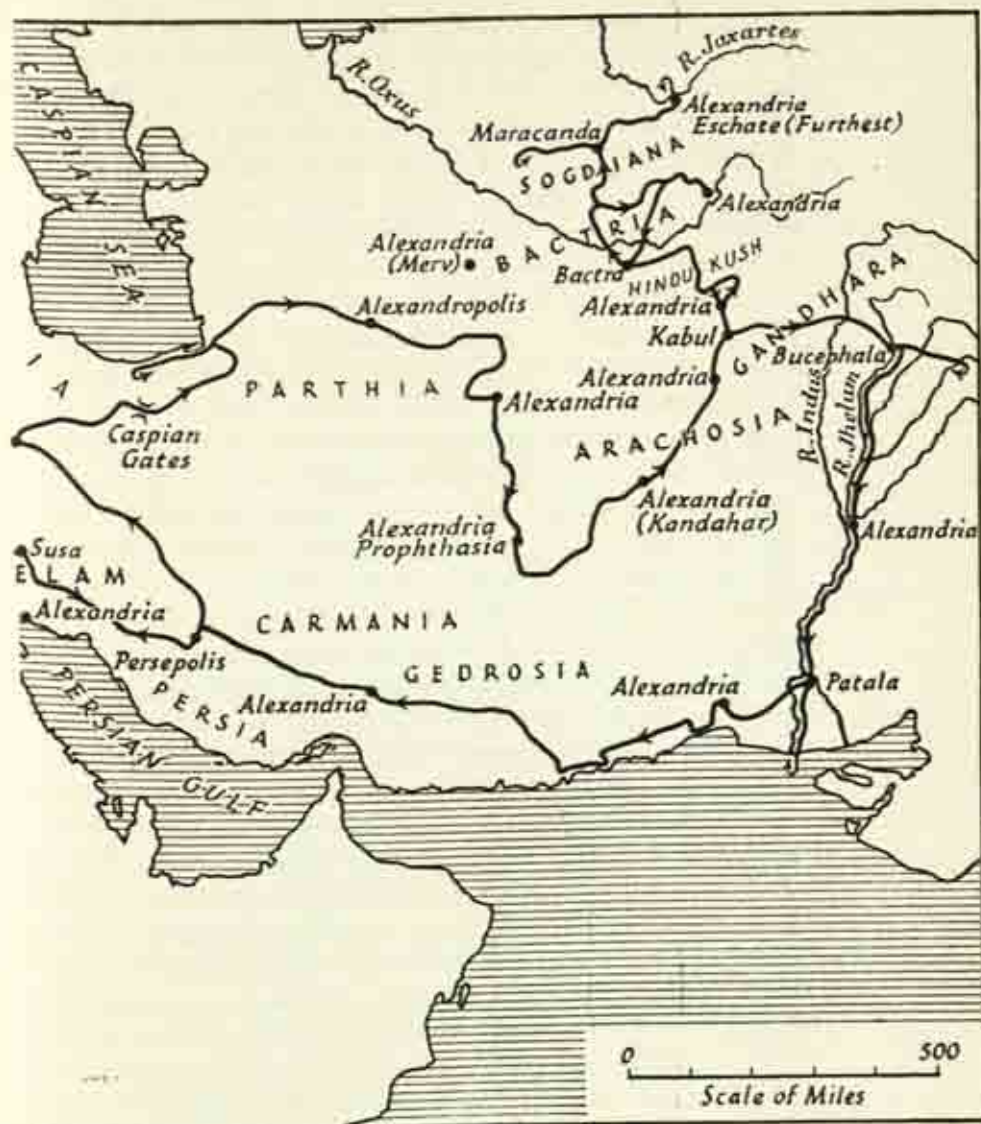 CASPIAN SEA
R. Oxus
R. Jaxartes
Alexandria
Eschate (Furthest)
Maracanda
SOGDAIANA
Alexandria
Alexandria
(Merv)
BACTRIA
Bactra
HINDU KUSH
Alexandropolis
Alexandria
Kabul
GANDHARA
Bucephala
IA
PARTHIA
Alexandria
Alexandria
ARACHOSIA
R. Indus
R. Jhelum
Caspian
Gates
Alexandria
(Kandahar)
Alexandria
Prophthasia
Alexandria
Susa
ELAM
Alexandria
CARMANIA
Persepolis
PERSIA
GEDROSIA
Alexandria
Alexandria
Patala
PERSIAN GULF
0 500
Scale of Miles